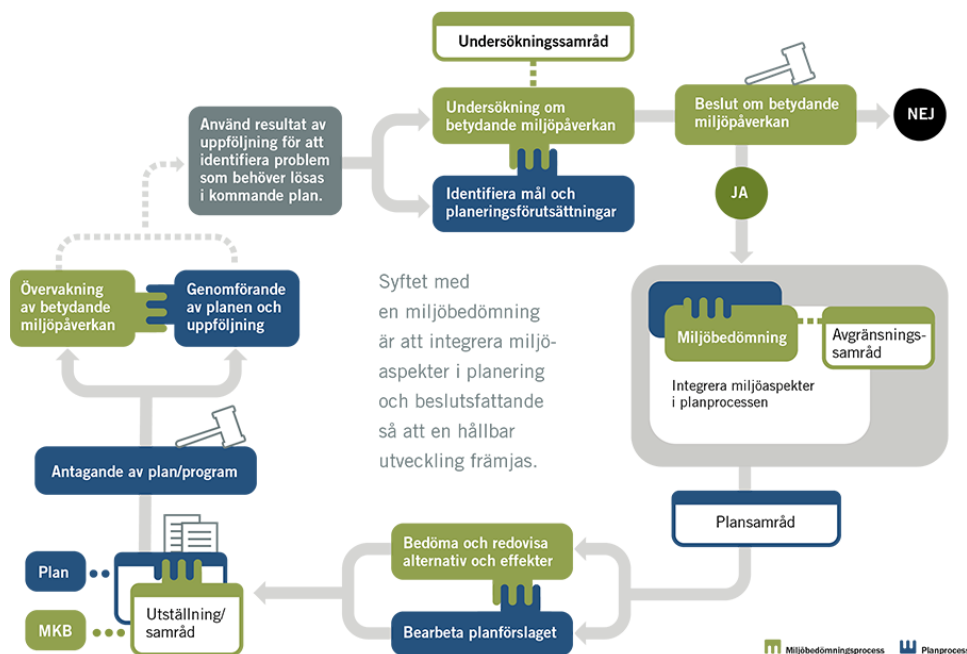 Undersökningssamråd
Undersökning om
betydande miljöpåverkan
Beslut om betydande
miljöpåverkan
NEJ
Använd resultat av
uppföljning för att
identifiera problem
som behöver lösas
i kommande plan.
Identifiera mål och
planeringsförutsättningar
JA
Övervakning
av betydande
miljöpåverkan
Genomförande
av planen och
uppföljning
Syftet med
en miljöbedömning
är att integrera miljö-
aspekter i planering
och beslutsfattande
så att en hållbar
utveckling främjas.
Miljöbedömning
Avgränsnings-
samråd
Integrera miljöaspekter
i planprocessen
Antagande av plan/program
Plansamråd
Bedöma och redovisa
alternativ och effekter
Plan
MKB
Utställning/
samråd
Bearbeta planförslaget
Miljöbedömningsprocess
Planprocess